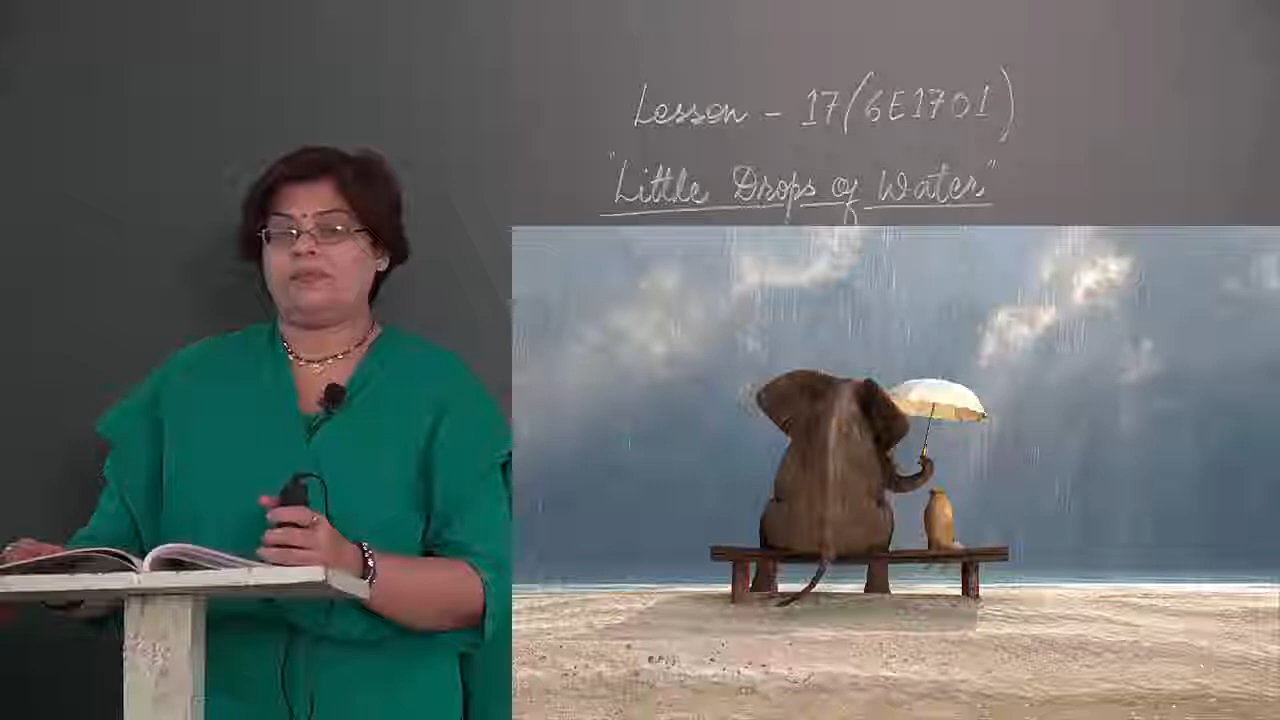 Lesson - 17 (6E1701)
"Little Drops of Water"